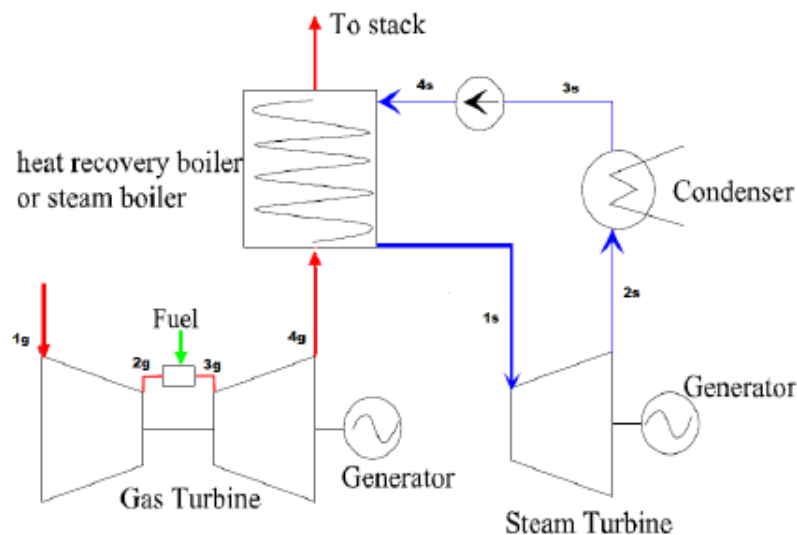 To stack
4s
3s
heat recovery boiler
or steam boiler
Condenser
1s
2s
Fuel
1g
2g
3g
4g
Generator
Gas Turbine
Generator
Steam Turbine